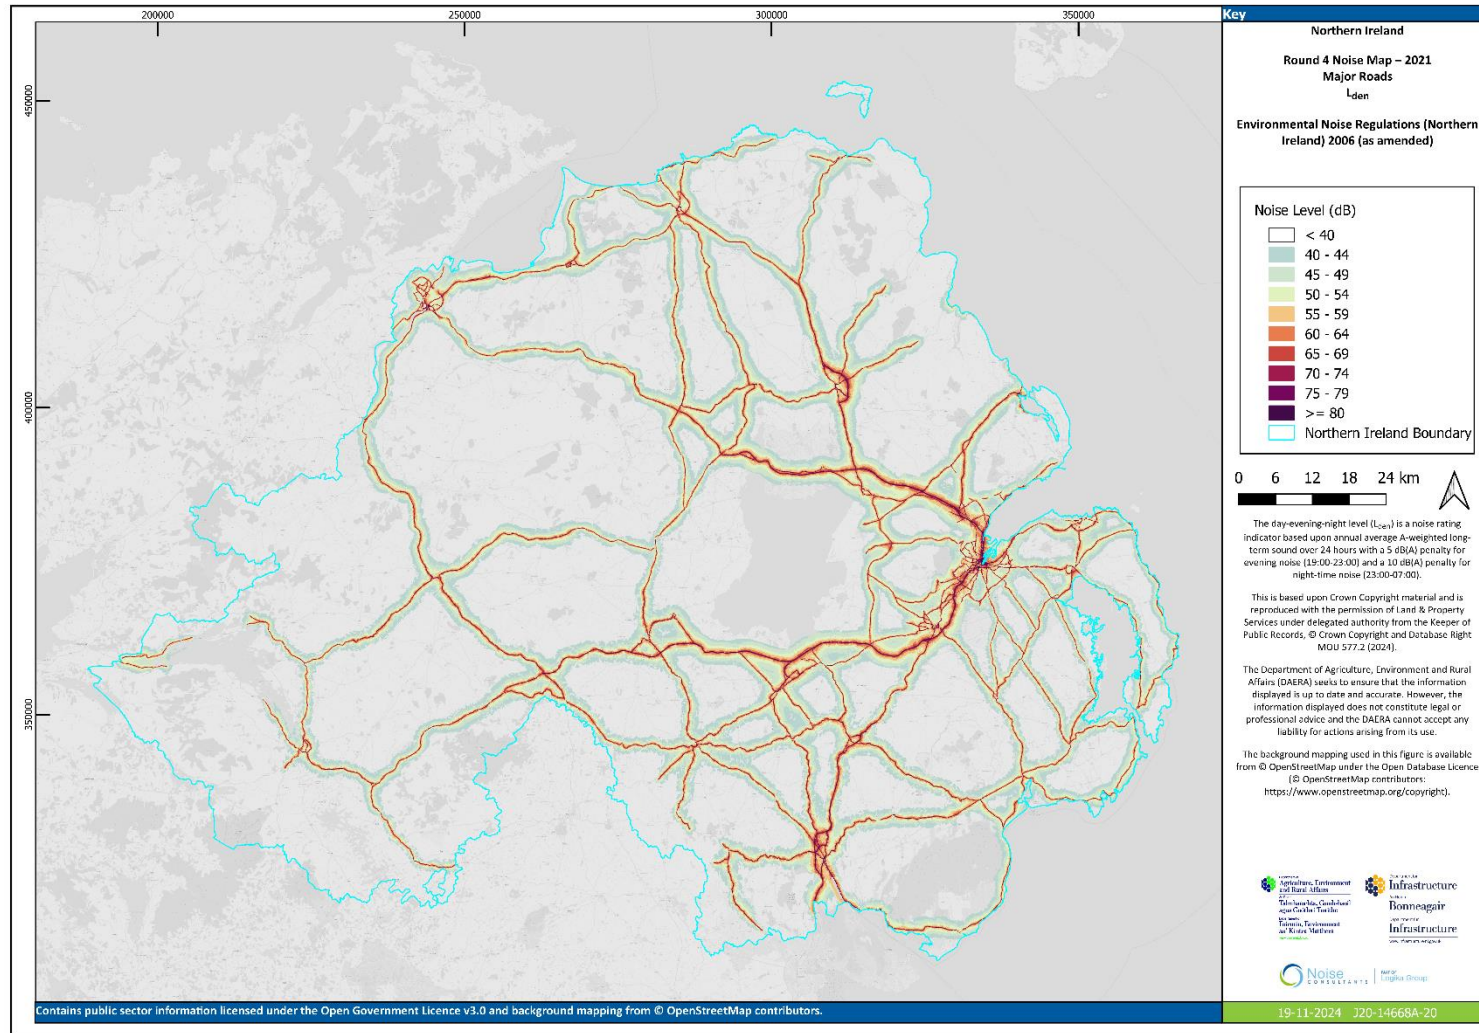 200000
250000
300000
350000
450000
400000
350000
Key
Northern Ireland
Round 4 Noise Map – 2021
Major Roads
Lden
Environmental Noise Regulations (Northern
Ireland) 2006 (as amended)
Noise Level (dB)
< 40
40 - 44
45 - 49
50 - 54
55 - 59
60 - 64
65 - 69
70 - 74
75 - 79
>= 80
Northern Ireland Boundary
0 6 12 18 24 km
The day-evening-night level (Lden) is a noise rating
indicator based upon annual average A-weighted long-
term sound over 24 hours with a 5 dB(A) penalty for
evening noise (19:00-23:00) and a 10 dB(A) penalty for
night-time noise (23:00-07:00).
This is based upon Crown Copyright material and is
reproduced with the permission of Land & Property
Services under delegated authority from the Keeper of
Public Records, © Crown Copyright and Database Right
MOU 577.2 (2024).
The Department of Agriculture, Environment and Rural
Affairs (DAERA) seeks to ensure that the information
displayed is up to date and accurate. However, the
information displayed does not constitute legal or
professional advice and the DAERA cannot accept any
liability for actions arising from its use.
The background mapping used in this figure is available
from © OpenStreetMap under the Open Database Licence
(© OpenStreetMap contributors:
https://www.openstreetmap.org/copyright).
Agriculture, Environment
and Rural Affairs
Infrastructure
Bonneagair
Infrastructure
Noise
CONSULTANTS
PART OF
Logika Group
Contains public sector information licensed under the Open Government Licence v3.0 and background mapping from © OpenStreetMap contributors.
19-11-2024 J20-14668A-20